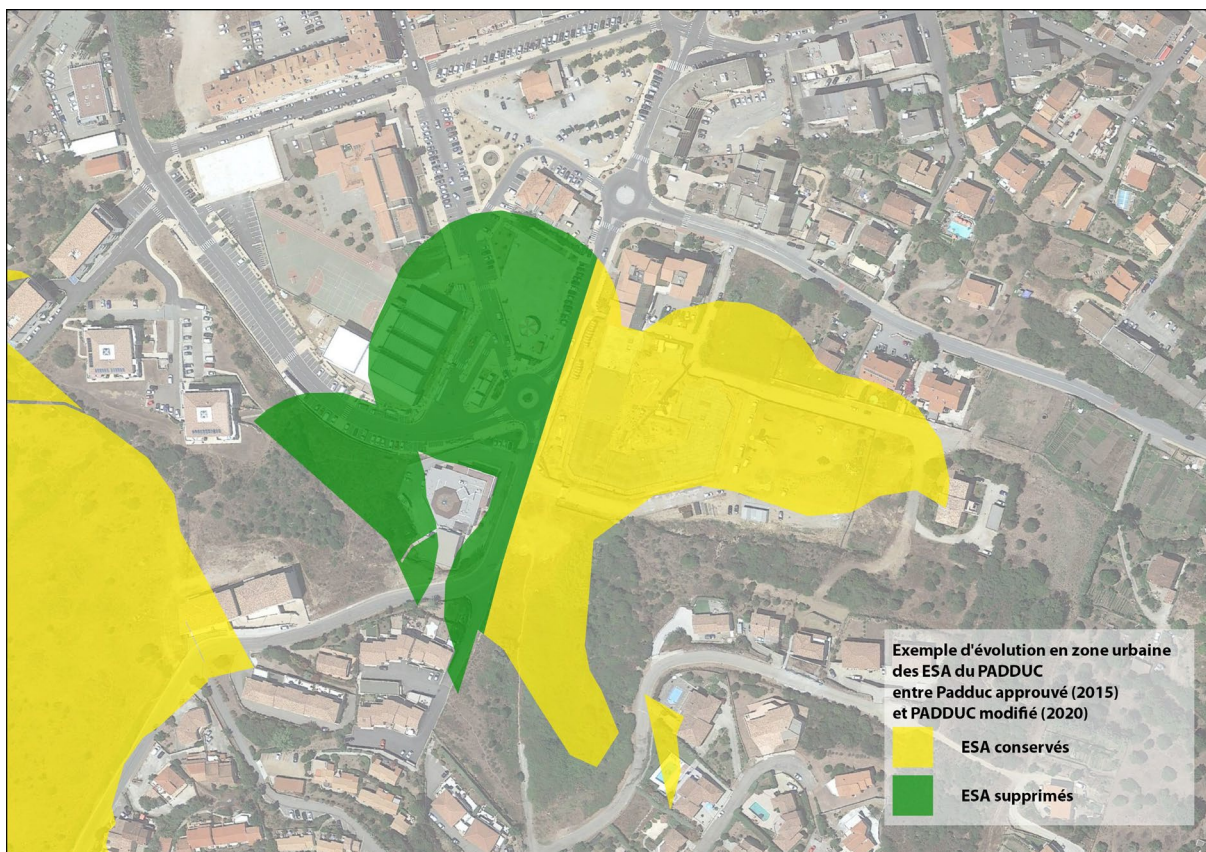 Exemple d'évolution en zone urbaine
des ESA du PADDUC
entre Padduc approuvé (2015)
et PADDUC modifié (2020)
ESA conservés
ESA supprimés